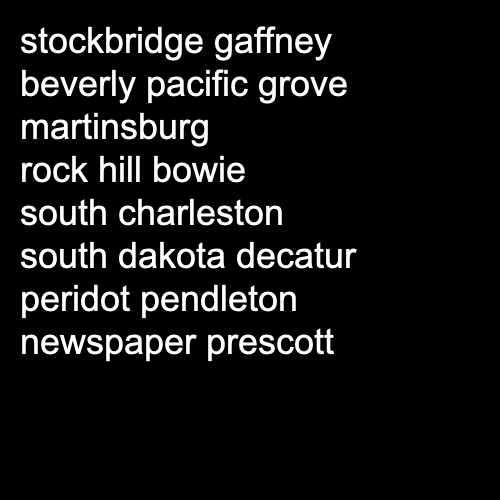 stockbridge gaffney
beverly pacific grove
martinsburg
rock hill bowie
south charleston
south dakota decatur
peridot pendleton
newspaper prescott